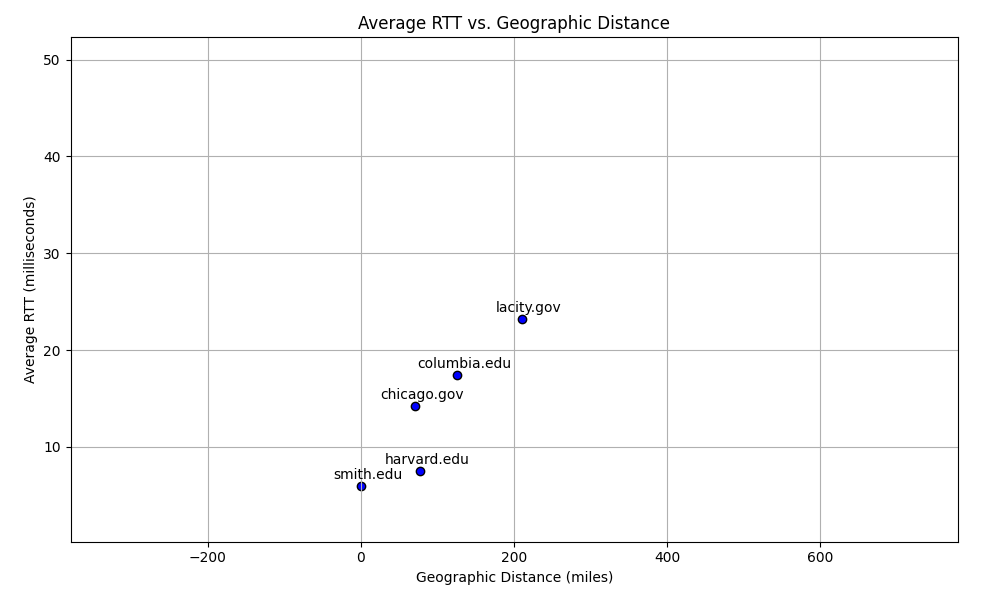 Average RTT vs. Geographic Distance
Average RTT (milliseconds)
50
40
30
20
10
lacity.gov
columbia.edu
chicago.gov
harvard.edu
smith.edu
−200
0
200
400
600
Geographic Distance (miles)